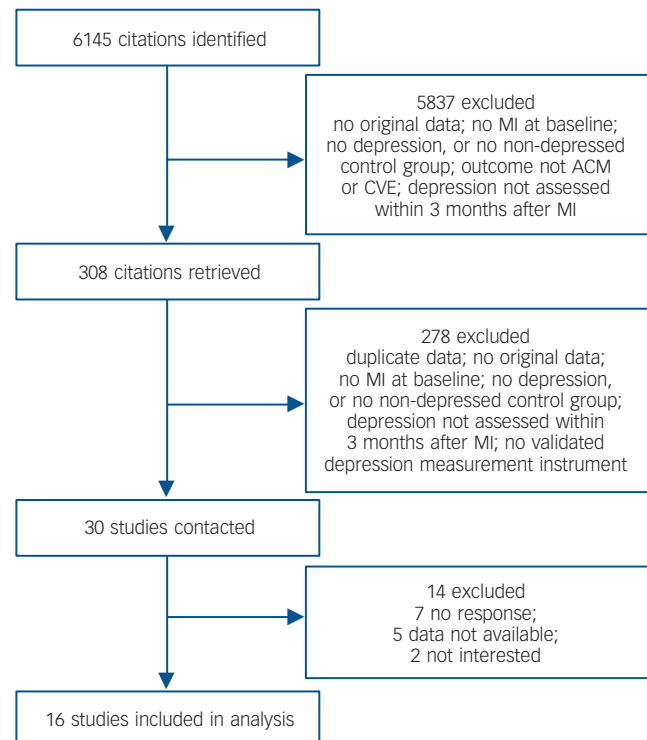 6145 citations identified
5837 excluded
no original data; no MI at baseline;
no depression, or no non-depressed
control group; outcome not ACM
or CVE; depression not assessed
within 3 months after MI
308 citations retrieved
278 excluded
duplicate data; no original data;
no MI at baseline; no depression,
or no non-depressed control group;
depression not assessed within
3 months after MI; no validated
depression measurement instrument
30 studies contacted
14 excluded
7 no response;
5 data not available;
2 not interested
16 studies included in analysis